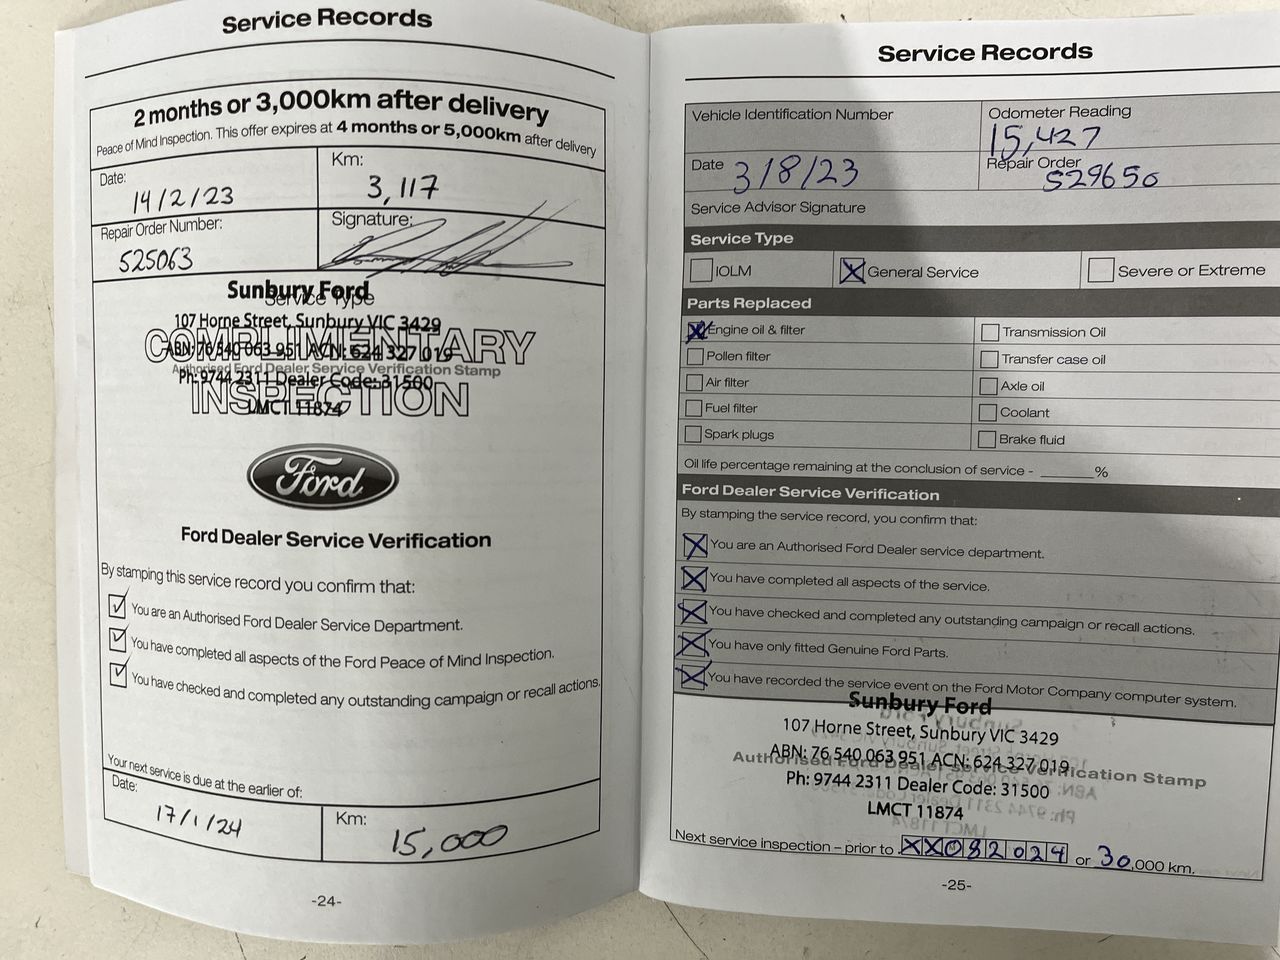 Service Records
2 months or 3,000km after delivery
Peace of Mind Inspection. This offer expires at 4 months or 5,000km after delivery
Date:
14/2/23
Km:
3,117
Repair Order Number:
525063
Signature:
Sunbury Ford
Service Type
107 Horne Street, Sunbury VIC 3429
COMPLIMENTARY
ABN: 76 540 063 951 ACN: 624 327 019
Authorised Ford Dealer Service Verification Stamp
Ph: 9744 2311 Dealer Code: 31500
INSPECTION
LMCT 11874
Ford
Ford Dealer Service Verification
By stamping this service record you confirm that:
You are an Authorised Ford Dealer Service Department.
You have completed all aspects of the Ford Peace of Mind Inspection.
You have checked and completed any outstanding campaign or recall actions.
Your next service is due at the earlier of:
Date:
17/1/24
Km:
15,000
-24-
Service Records
Vehicle Identification Number
Odometer Reading
15,427
Date 3/8/23
Repair Order
529650
Service Advisor Signature
Service Type
IOLM
General Service
Severe or Extreme
Parts Replaced
Engine oil & filter
Transmission Oil
Pollen filter
Transfer case oil
Air filter
Axle oil
Fuel filter
Coolant
Spark plugs
Brake fluid
Oil life percentage remaining at the conclusion of service - ______%
Ford Dealer Service Verification
By stamping the service record, you confirm that:
You are an Authorised Ford Dealer service department.
You have completed all aspects of the service.
You have checked and completed any outstanding campaign or recall actions.
You have only fitted Genuine Ford Parts.
You have recorded the service event on the Ford Motor Company computer system.
Sunbury Ford
107 Horne Street, Sunbury VIC 3429
ABN: 76 540 063 951 ACN: 624 327 019
Authorised Ford Dealer Service Verification Stamp
Ph: 9744 2311 Dealer Code: 31500
LMCT 11874
Next service inspection – prior to XX082024 or 30,000 km.
-25-